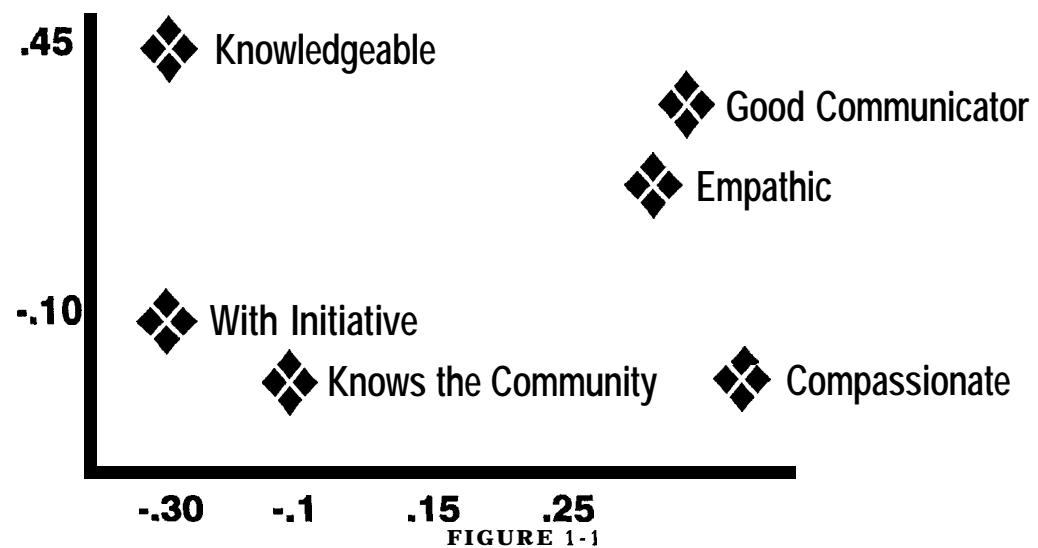 .45
Knowledgeable
Good Communicator
Empathic
-.10
With Initiative
Knows the Community
Compassionate
-.30 -.1 .15 .25
FIGURE 1-1